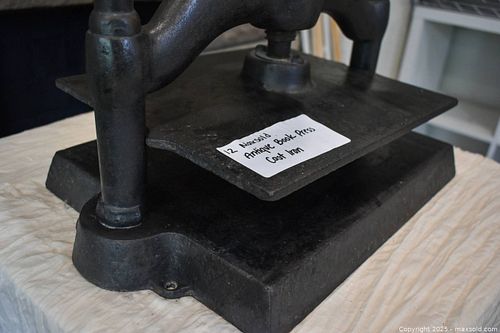 12 Maxsold
Antique Book Press
Cast Iron
Copyright 2025 - maxsold.com